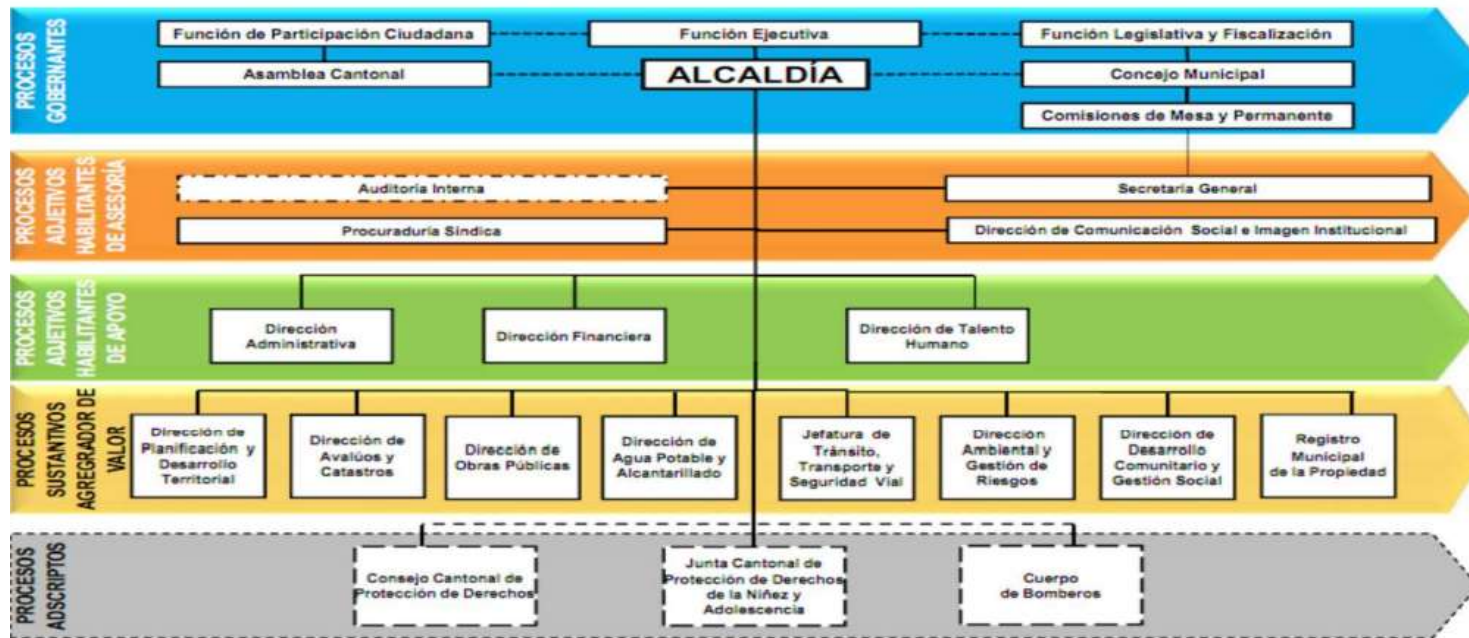 PROCESOS
GOBERNANTES
Función de Participación Ciudadana
Función Ejecutiva
Función Legislativa y Fiscalización
Asamblea Cantonal
ALCALDÍA
Concejo Municipal
Comisiones de Mesa y Permanente
PROCESOS
ADJETIVOS
HABILITANTES
DE ASESORÍA
Auditoría Interna
Secretaría General
Procuraduría Síndica
Dirección de Comunicación Social e Imagen Institucional
PROCESOS
ADJETIVOS
HABILITANTES
DE APOYO
Dirección
Administrativa
Dirección Financiera
Dirección de Talento
Humano
PROCESOS
SUSTANTIVOS
AGREGRADOR DE
VALOR
Dirección de
Planificación y
Desarrollo
Territorial
Dirección de
Avalúos y
Catastros
Dirección de
Obras Públicas
Dirección de
Agua Potable y
Alcantarillado
Jefatura de
Tránsito,
Transporte y
Seguridad Vial
Dirección
Ambiental y
Gestión de
Riesgos
Dirección de
Desarrollo
Comunitario y
Gestión Social
Registro
Municipal
de la Propiedad
PROCESOS
ADSCRIPTOS
Consejo Cantonal de
Protección de Derechos
Junta Cantonal de
Protección de Derechos
de la Niñez y
Adolescencia
Cuerpo
de Bomberos